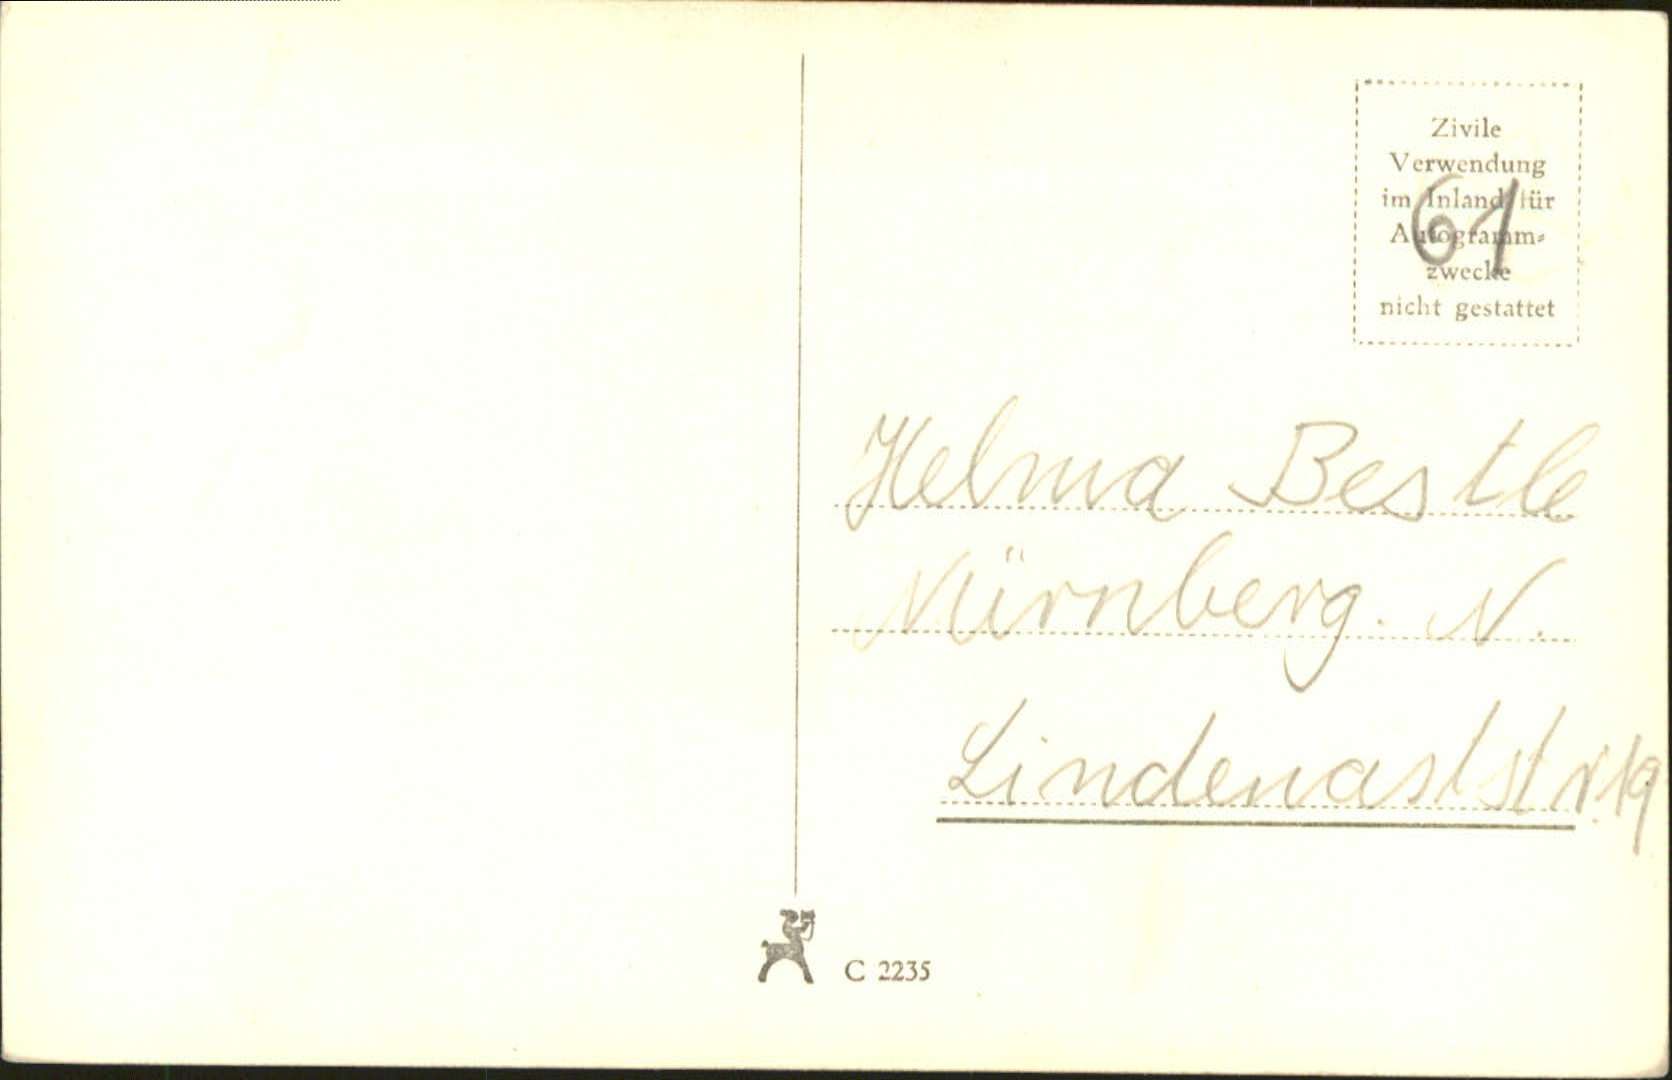 Zivile
Verwendung
im Inland für
Autogramm-
zwecke
nicht gestattet
61
Helma Bestle
Nürnberg. N.
Lindenaststr. 19
C 2235